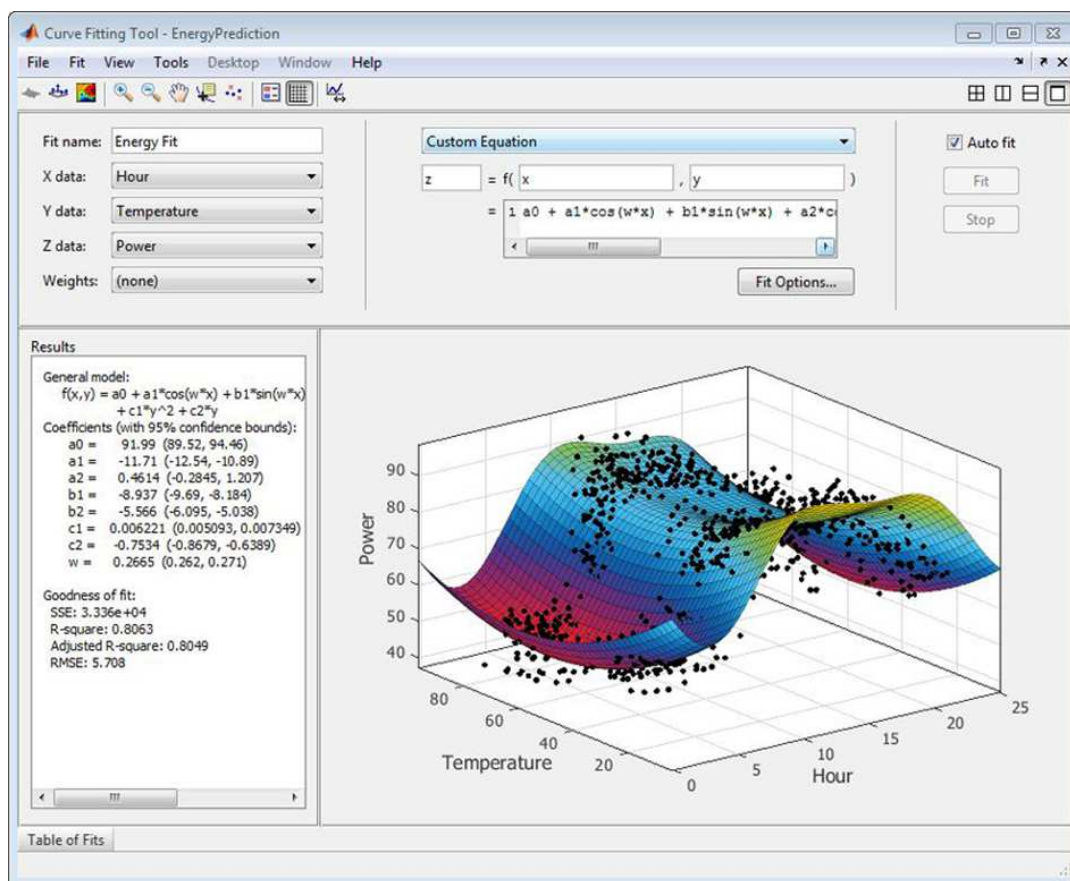 Curve Fitting Tool - EnergyPrediction
File Fit View Tools Desktop Window Help
Fit name: Energy Fit
X data: Hour
Y data: Temperature
Z data: Power
Weights: (none)
Custom Equation
z = f( x , y )
= 1 a0 + a1*cos(w*x) + b1*sin(w*x) + a2*c
Fit Options...
Auto fit
Fit
Stop
Results
General model:
f(x,y) = a0 + a1*cos(w*x) + b1*sin(w*x)
+ c1*y^2 + c2*y
Coefficients (with 95% confidence bounds):
a0 = 91.99 (89.52, 94.46)
a1 = -11.71 (-12.54, -10.89)
a2 = 0.4614 (-0.2845, 1.207)
b1 = -8.937 (-9.69, -8.184)
b2 = -5.566 (-6.095, -5.038)
c1 = 0.006221 (0.005093, 0.007349)
c2 = -0.7534 (-0.8679, -0.6389)
w = 0.2665 (0.262, 0.271)
Goodness of fit:
SSE: 3.336e+04
R-square: 0.8063
Adjusted R-square: 0.8049
RMSE: 5.708
Power
90
80
70
60
50
40
80
60
40
20
Temperature
0
5
10
15
20
25
Hour
Table of Fits